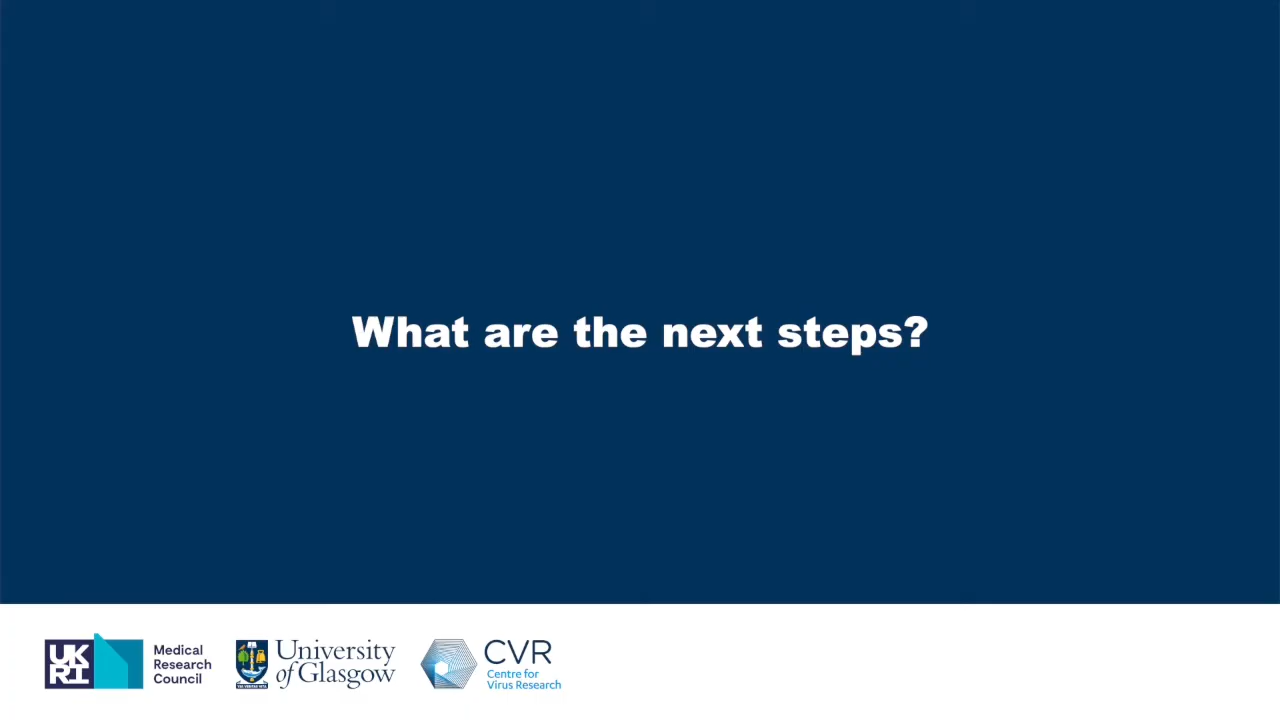 What are the next steps?
UK
RI
Medical
Research
Council
University
of Glasgow
CVR
Centre for
Virus Research